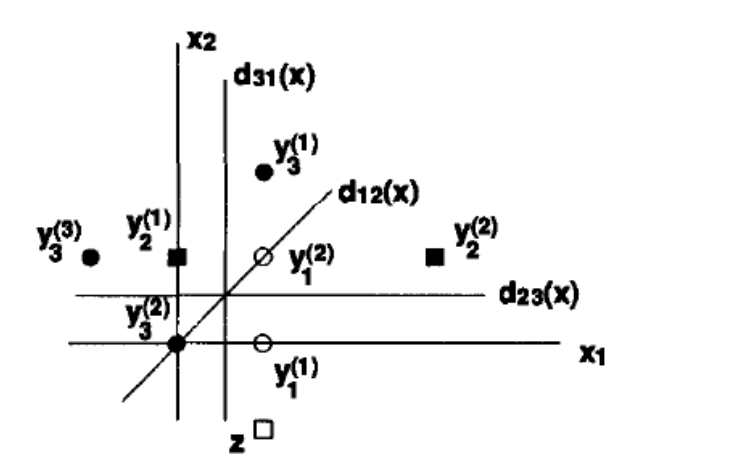 x₂
d₃₁(x)
y₃⁽¹⁾
d₁₂(x)
y₃⁽³⁾ y₂⁽¹⁾ y₁⁽²⁾ y₂⁽²⁾
d₂₃(x)
y₃⁽²⁾
x₁
y₁⁽¹⁾
z